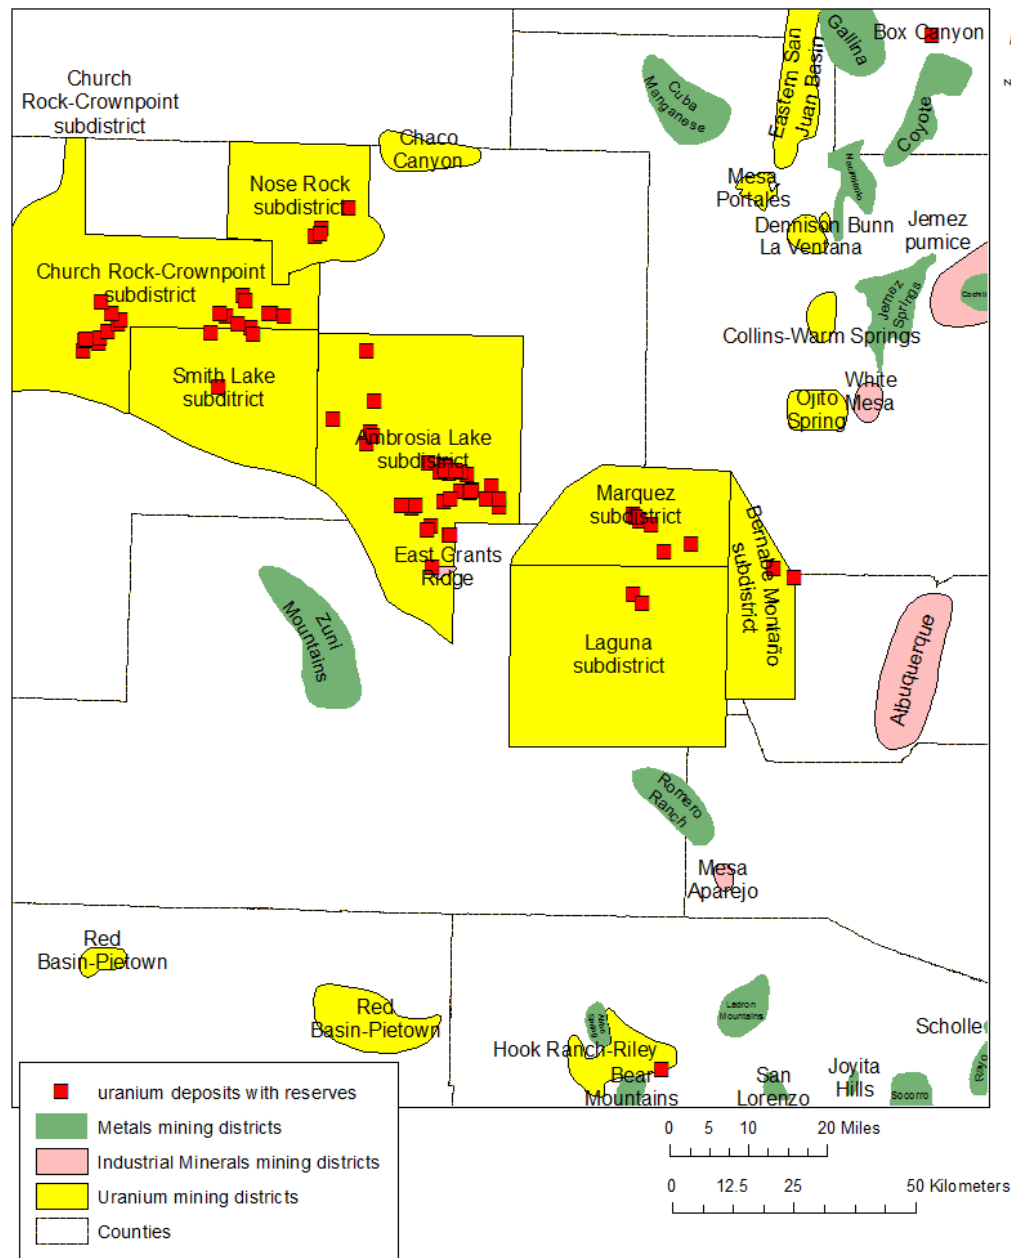 Gallina
Box Canyon
Eastern San
Juan Basin
Church
Rock-Crownpoint
subdistrict
Cuba
Manganese
Coyote
Chaco
Canyon
Nose Rock
subdistrict
Mesa
Portales
Nacimiento
Dennison Bunn
La Ventana
Jemez
pumice
Church Rock-Crownpoint
subdistrict
Jemez
Springs
Cochiti
Collins-Warm Springs
Smith Lake
subditrict
White
Mesa
Ojito
Spring
Ambrosia Lake
subdistrict
Marquez
subdistrict
Bernabe Montaño
subdistrict
East Grants
Ridge
Zuni
Mountains
Laguna
subdistrict
Albuquerque
Romero
Ranch
Mesa
Aparejo
Red
Basin-Pietown
Red
Basin-Pietown
Ladron
Mountains
Scholle
Hook Ranch-Riley
Bear
Mountains
San
Lorenzo
Joyita
Hills
Rayo
Socorro
uranium deposits with reserves
Metals mining districts
Industrial Minerals mining districts
Uranium mining districts
Counties
0 5 10 20 Miles
0 12.5 25 50 Kilometers